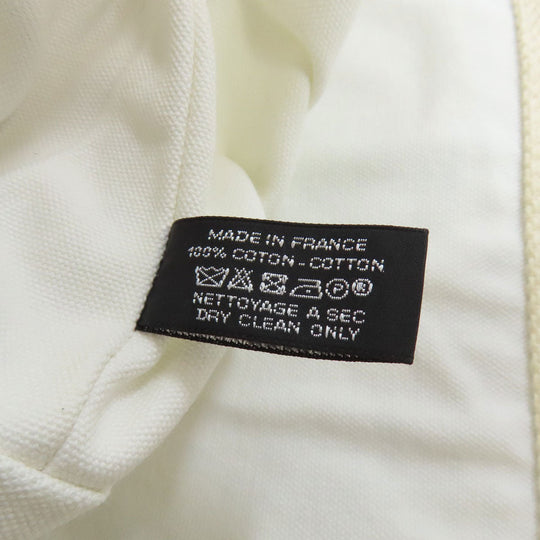 MADE IN FRANCE
100% COTON - COTTON
P ®
NETTOYAGE A SEC
DRY CLEAN ONLY